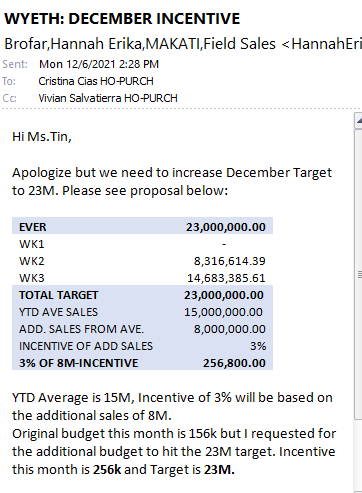 WYETH: DECEMBER INCENTIVE
Brofar,Hannah Erika,MAKATI,Field Sales <HannahEri
Sent: Mon 12/6/2021 2:28 PM
To: Cristina Cias HO-PURCH
Cc: Vivian Salvatierra HO-PURCH
Hi Ms.Tin,
Apologize but we need to increase December Target
to 23M. Please see proposal below:
EVER 23,000,000.00
WK1 -
WK2 8,316,614.39
WK3 14,683,385.61
TOTAL TARGET 23,000,000.00
YTD AVE SALES 15,000,000.00
ADD. SALES FROM AVE. 8,000,000.00
INCENTIVE OF ADD SALES 3%
3% OF 8M-INCENTIVE 256,800.00
YTD Average is 15M, Incentive of 3% will be based on
the additional sales of 8M.
Original budget this month is 156k but I requested for
the additional budget to hit the 23M target. Incentive
this month is 256k and Target is 23M.